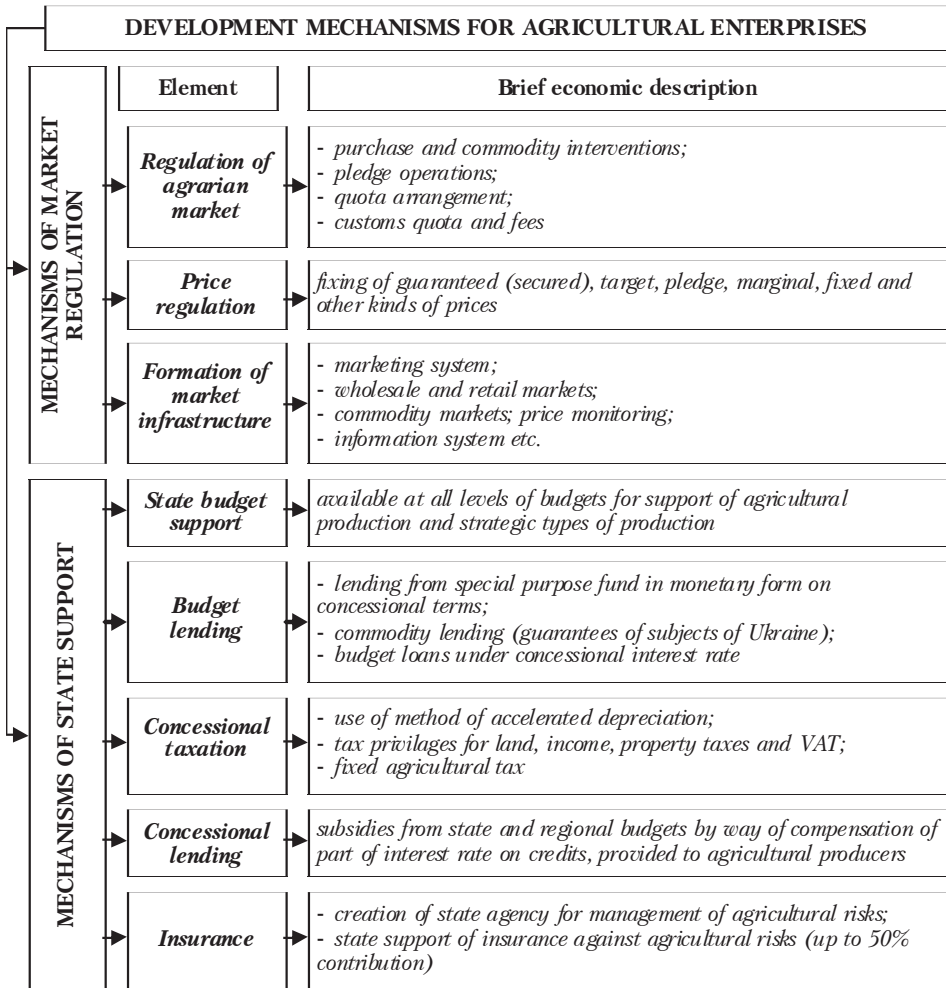 DEVELOPMENT MECHANISMS FOR AGRICULTURAL ENTERPRISES
Element
Brief economic description
MECHANISMS OF MARKET
REGULATION
Regulation of
agrarian
market
- purchase and commodity interventions;
- pledge operations;
- quota arrangement;
- customs quota and fees
Price
regulation
fixing of guaranteed (secured), target, pledge, marginal, fixed and
other kinds of prices
Formation of
market
infrastructure
- marketing system;
- wholesale and retail markets;
- commodity markets; price monitoring;
- information system etc.
MECHANISMS OF STATE SUPPORT
State budget
support
available at all levels of budgets for support of agricultural
production and strategic types of production
Budget
lending
- lending from special purpose fund in monetary form on
concessional terms;
- commodity lending (guarantees of subjects of Ukraine);
- budget loans under concessional interest rate
Concessional
taxation
- use of method of accelerated depreciation;
- tax privilages for land, income, property taxes and VAT;
- fixed agricultural tax
Concessional
lending
subsidies from state and regional budgets by way of compensation of
part of interest rate on credits, provided to agricultural producers
Insurance
- creation of state agency for management of agricultural risks;
- state support of insurance against agricultural risks (up to 50%
contribution)